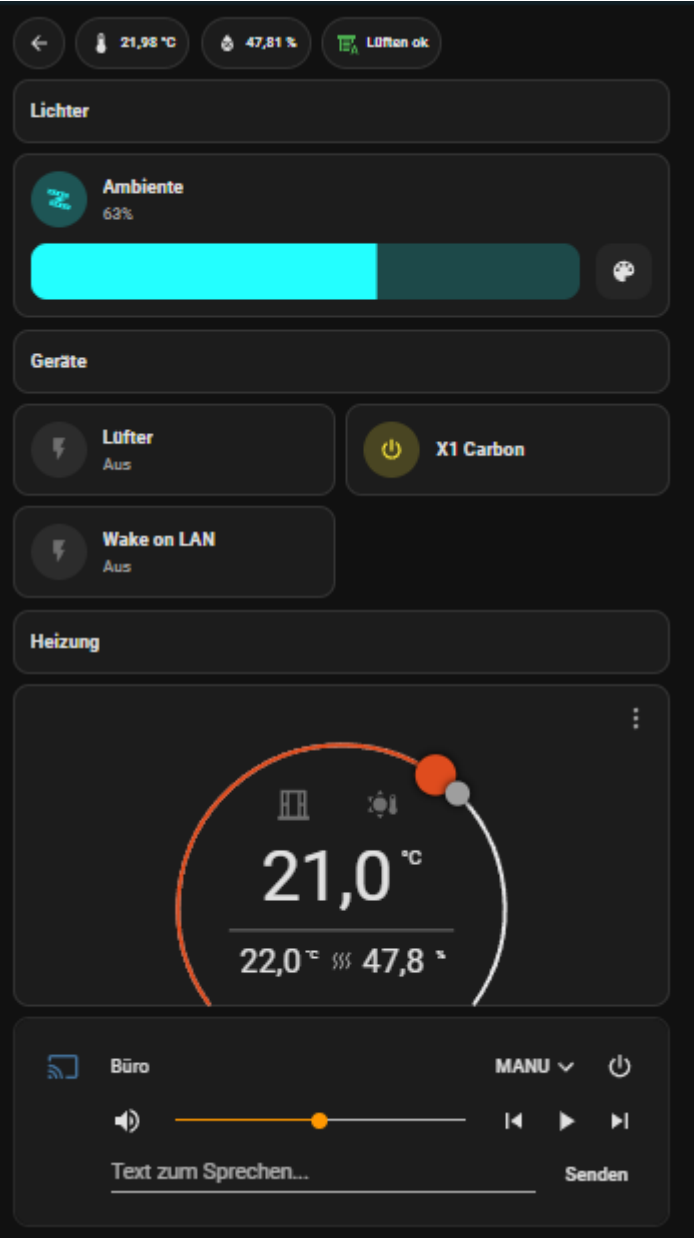 21,98 °C 47,81 % Lüften ok
Lichter
Ambiente
63%
Geräte
Lüfter
Aus
X1 Carbon
Wake on LAN
Aus
Heizung
21,0 °C
22,0 °C 47,8 %
Büro MANU
Text zum Sprechen... Senden